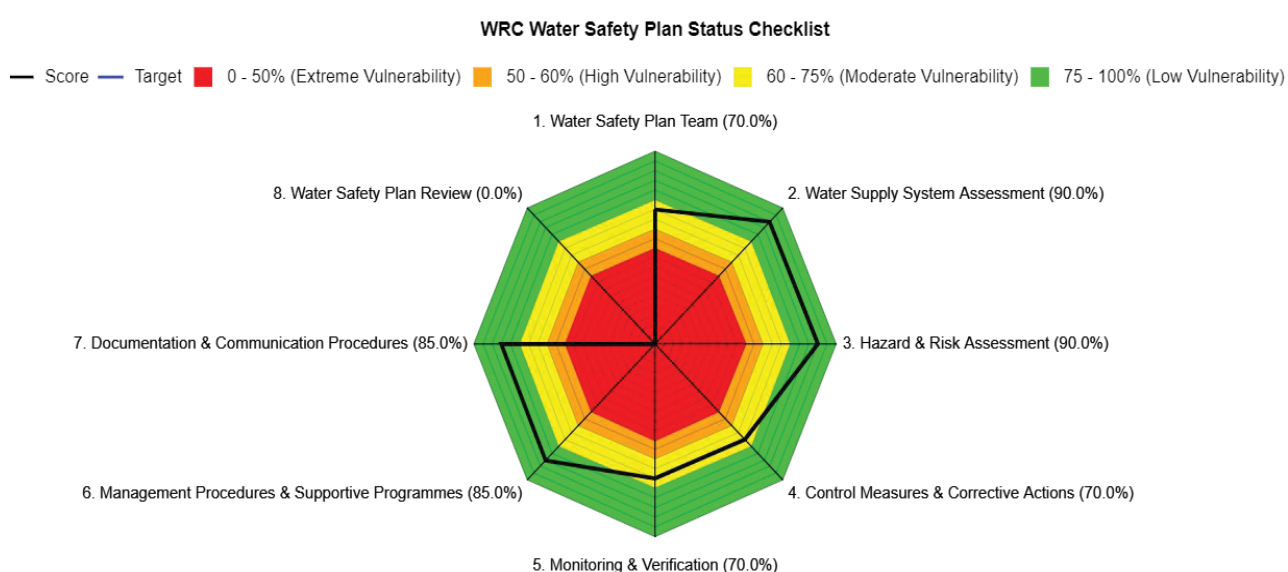 WRC Water Safety Plan Status Checklist
Score Target 0 - 50% (Extreme Vulnerability) 50 - 60% (High Vulnerability) 60 - 75% (Moderate Vulnerability) 75 - 100% (Low Vulnerability)
1. Water Safety Plan Team (70.0%)
8. Water Safety Plan Review (0.0%)
2. Water Supply System Assessment (90.0%)
7. Documentation & Communication Procedures (85.0%)
3. Hazard & Risk Assessment (90.0%)
6. Management Procedures & Supportive Programmes (85.0%)
4. Control Measures & Corrective Actions (70.0%)
5. Monitoring & Verification (70.0%)